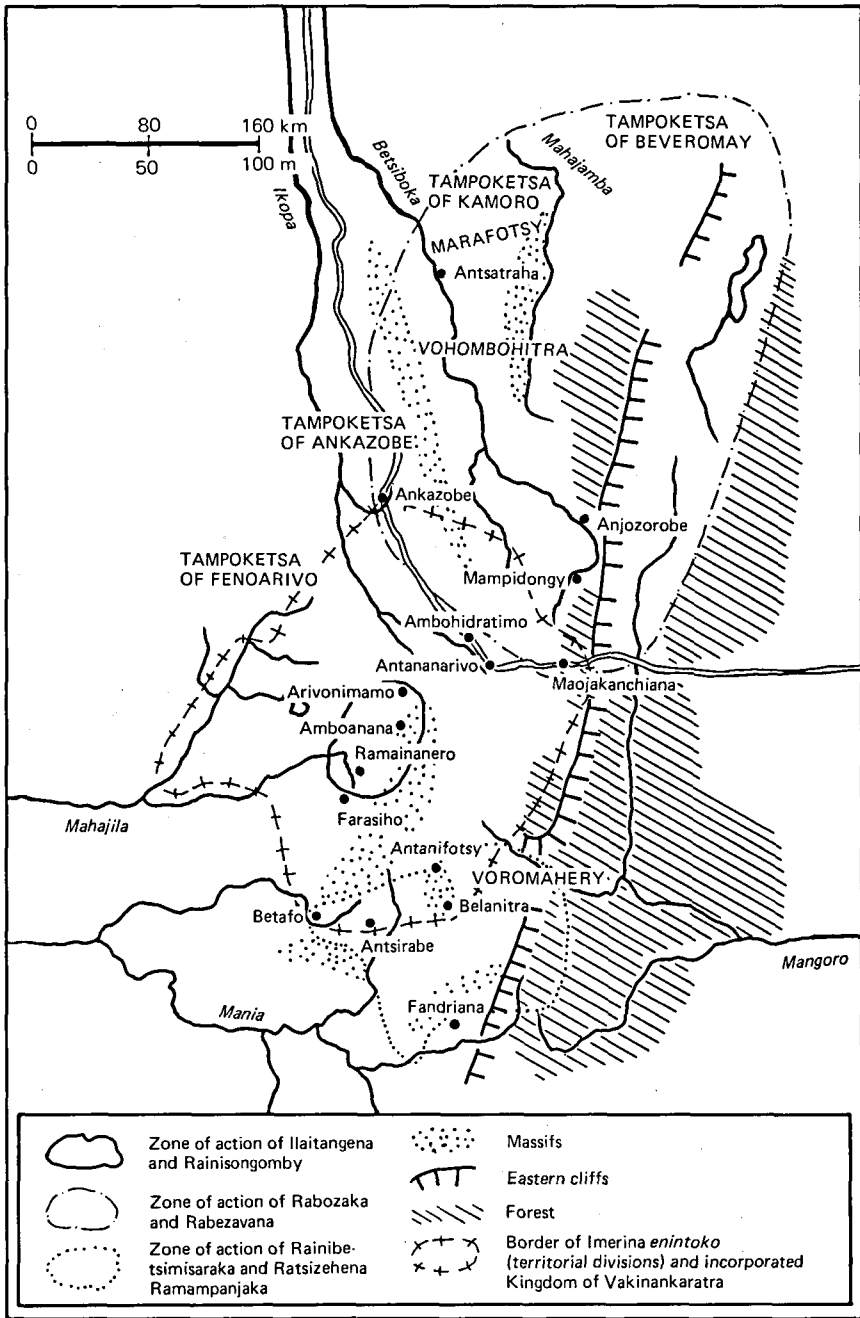 0 80 160 km
0 50 100 m
Ikopa
Betsiboka
Mahajamba
TAMPOKETSA
OF BEVEROMAY
TAMPOKETSA
OF KAMORO
MARAFOTSY
Antsatraha
VOHOMBOHITRA
TAMPOKETSA
OF ANKAZOBE
Ankazobe
Anjozorobe
TAMPOKETSA
OF FENOARIVO
Mampidongy
Ambohidratimo
Antananarivo
Maojakanchiana
Arivonimamo
Amboanana
Ramainanero
Mahajila
Farasiho
Antanifotsy
VOROMAHERY
Betafo
Belanitra
Antsirabe
Mangoro
Mania
Fandriana
Zone of action of Ilaitangena
and Rainisongomby
Zone of action of Rabozaka
and Rabezavana
Zone of action of Rainibe-
tsimisaraka and Ratsizehena
Ramampanjaka
Massifs
Eastern cliffs
Forest
Border of Imerina enintoko
(territorial divisions) and incorporated
Kingdom of Vakinankaratra